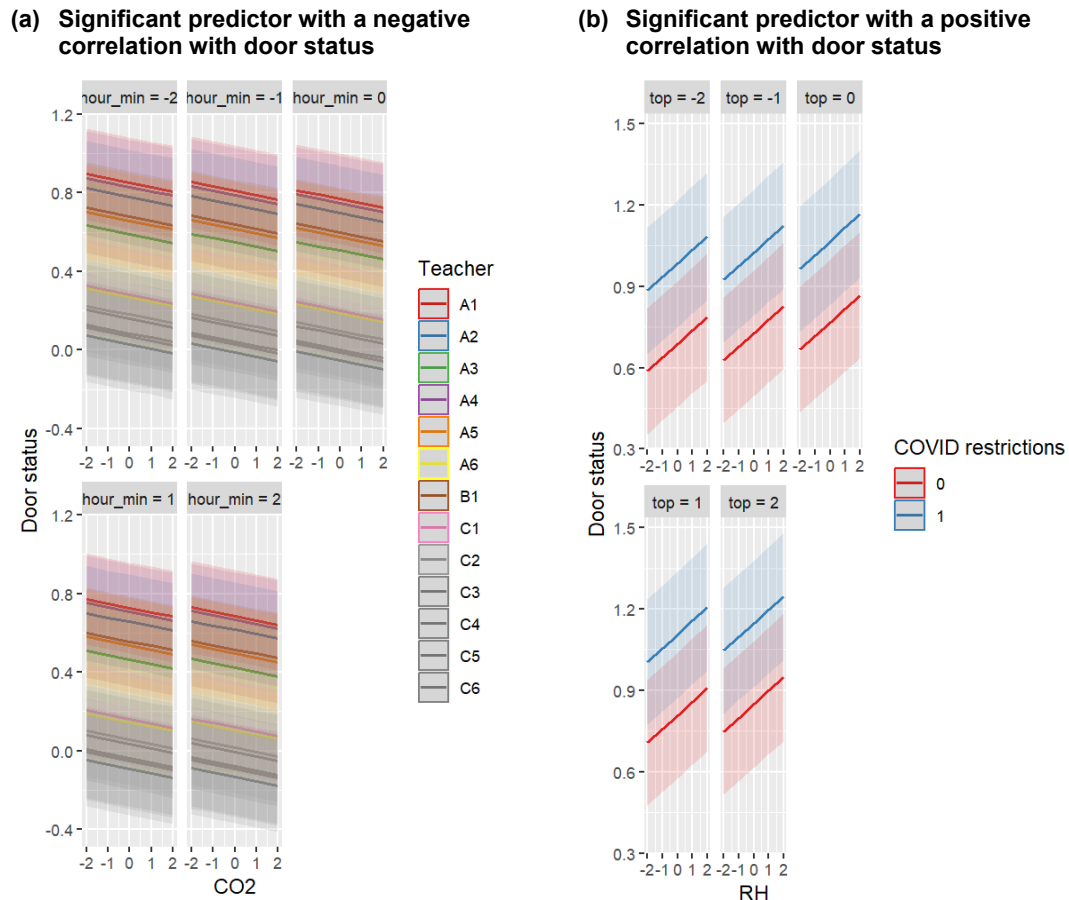 (a) Significant predictor with a negative
correlation with door status
hour_min = -2 hour_min = -1 hour_min = 0
1.2
0.8
0.4
0.0
-0.4
-2 -1 0 1 2 -2 -1 0 1 2 -2 -1 0 1 2
hour_min = 1 hour_min = 2
1.2
0.8
0.4
0.0
-0.4
-2 -1 0 1 2 -2 -1 0 1 2
CO2
Door status
Teacher
A1
A2
A3
A4
A5
A6
B1
C1
C2
C3
C4
C5
C6
(b) Significant predictor with a positive
correlation with door status
top = -2 top = -1 top = 0
1.5
1.2
0.9
0.6
0.3
-2 -1 0 1 2 -2 -1 0 1 2 -2 -1 0 1 2
top = 1 top = 2
1.5
1.2
0.9
0.6
0.3
-2 -1 0 1 2 -2 -1 0 1 2
RH
Door status
COVID restrictions
0
1